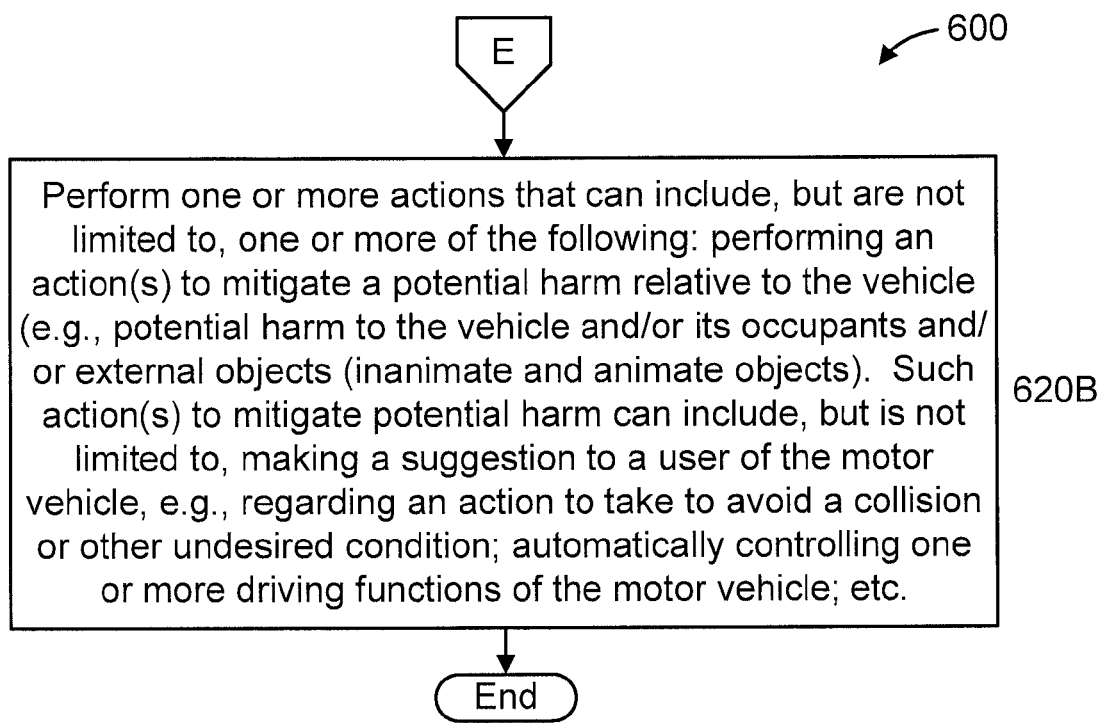 E
600
Perform one or more actions that can include, but are not
limited to, one or more of the following: performing an
action(s) to mitigate a potential harm relative to the vehicle
(e.g., potential harm to the vehicle and/or its occupants and/
or external objects (inanimate and animate objects).  Such
action(s) to mitigate potential harm can include, but is not
limited to, making a suggestion to a user of the motor
vehicle, e.g., regarding an action to take to avoid a collision
or other undesired condition; automatically controlling one
or more driving functions of the motor vehicle; etc.
620B
End